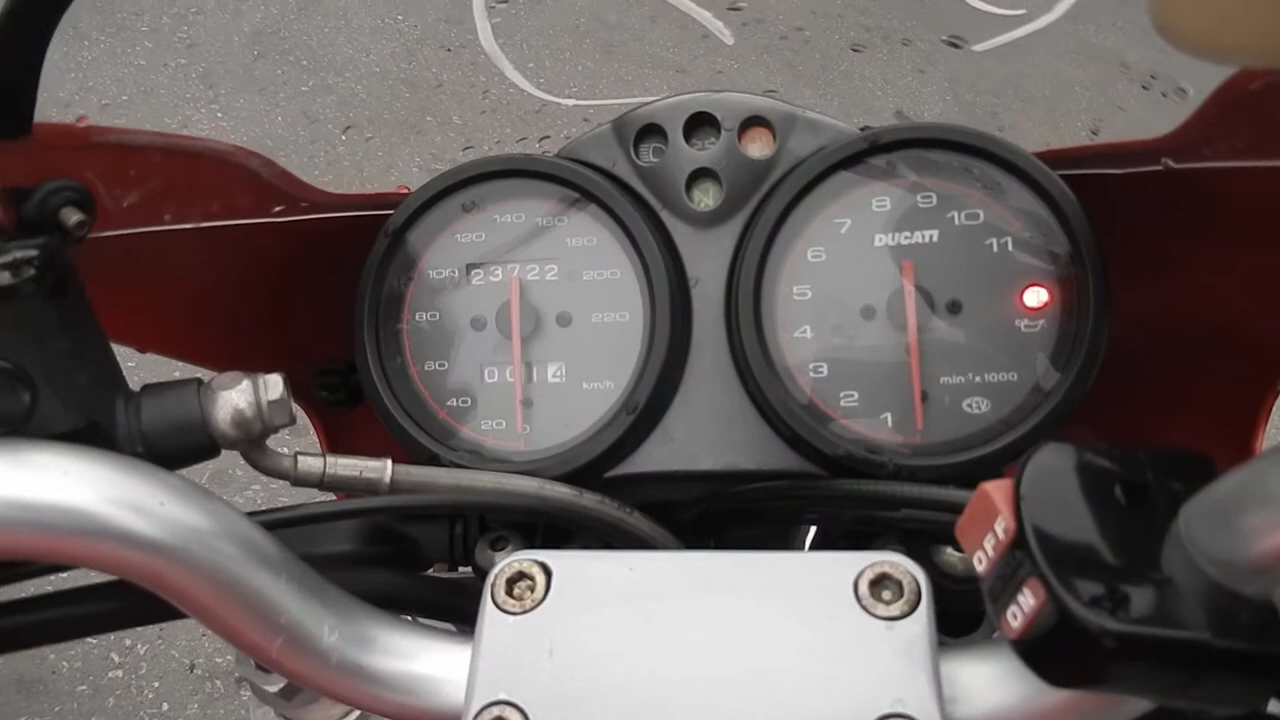 140 160
120 180
100 23722 200
80 220
60
0014 km/h
40
20 0
N
8 9
7 10
DUCATI 11
6
5
4
3 min⁻¹x1000
2 CEV
1
OFF
ON